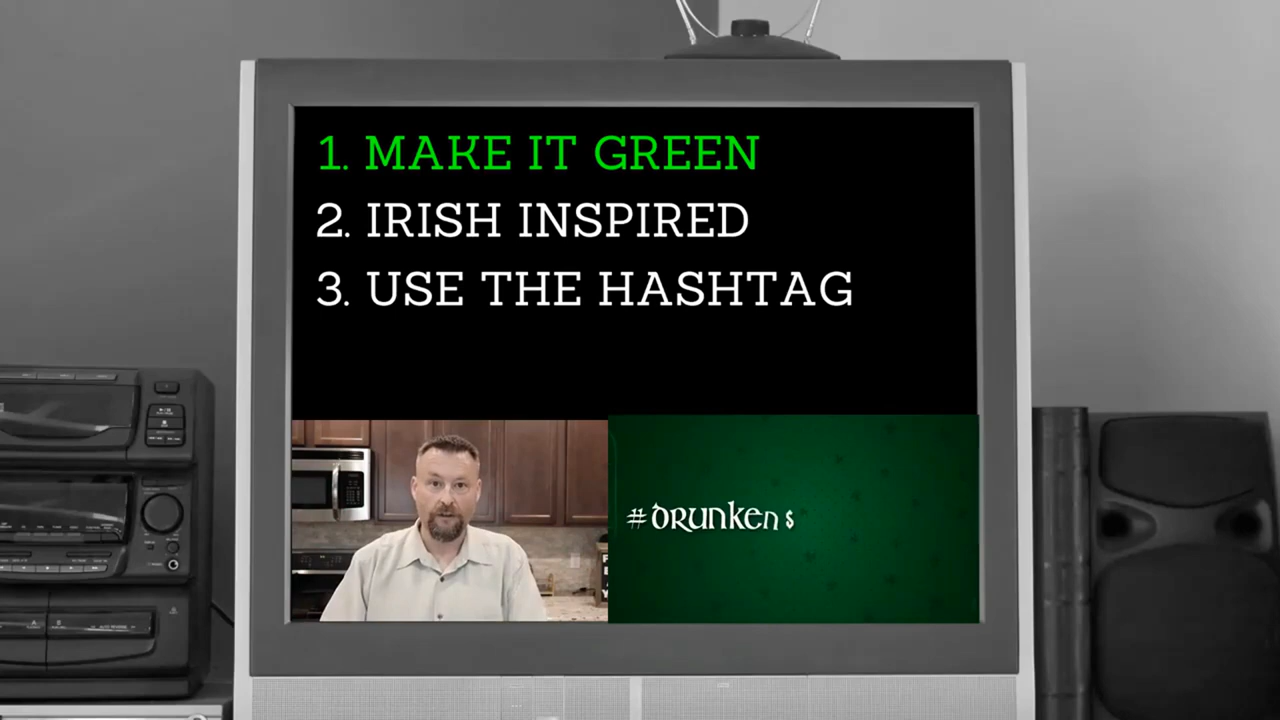 1. MAKE IT GREEN
2. IRISH INSPIRED
3. USE THE HASHTAG
#DRUNKEN S